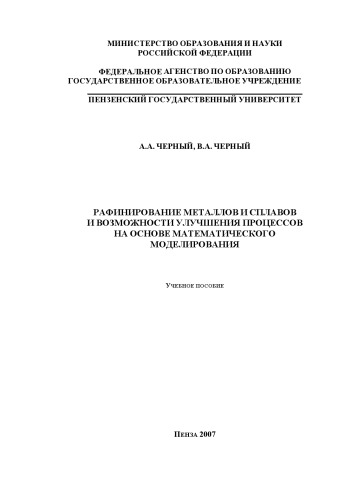 МИНИСТЕРСТВО ОБРАЗОВАНИЯ И НАУКИ
РОССИЙСКОЙ ФЕДЕРАЦИИ
ФЕДЕРАЛЬНОЕ АГЕНСТВО ПО ОБРАЗОВАНИЮ
ГОСУДАРСТВЕННОЕ ОБРАЗОВАТЕЛЬНОЕ УЧРЕЖДЕНИЕ
ПЕНЗЕНСКИЙ ГОСУДАРСТВЕННЫЙ УНИВЕРСИТЕТ
А.А. ЧЕРНЫЙ, В.А. ЧЕРНЫЙ
РАФИНИРОВАНИЕ МЕТАЛЛОВ И СПЛАВОВ
И ВОЗМОЖНОСТИ УЛУЧШЕНИЯ ПРОЦЕССОВ
НА ОСНОВЕ МАТЕМАТИЧЕСКОГО
МОДЕЛИРОВАНИЯ
УЧЕБНОЕ ПОСОБИЕ
ПЕНЗА 2007